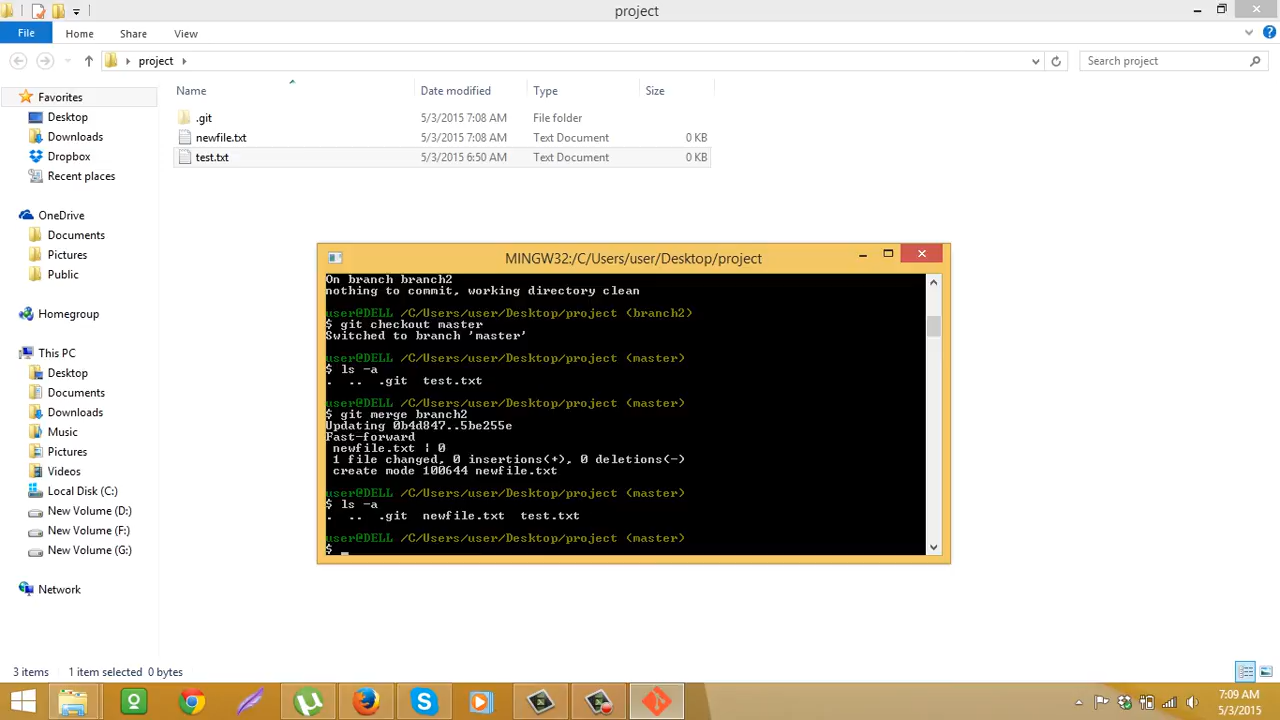 project
File Home Share View
project
Search project
Name Date modified Type Size
.git 5/3/2015 7:08 AM File folder
newfile.txt 5/3/2015 7:08 AM Text Document 0 KB
test.txt 5/3/2015 6:50 AM Text Document 0 KB
Favorites
Desktop
Downloads
Dropbox
Recent places
OneDrive
Documents
Pictures
Public
Homegroup
This PC
Desktop
Documents
Downloads
Music
Pictures
Videos
Local Disk (C:)
New Volume (D:)
New Volume (F:)
New Volume (G:)
Network
MINGW32:/C/Users/user/Desktop/project
On branch branch2
nothing to commit, working directory clean
user@DELL /C/Users/user/Desktop/project (branch2)
$ git checkout master
Switched to branch 'master'
user@DELL /C/Users/user/Desktop/project (master)
$ ls -a
. .. .git test.txt
user@DELL /C/Users/user/Desktop/project (master)
$ git merge branch2
Updating 0b4d847..5be255e
Fast-forward
newfile.txt | 0
1 file changed, 0 insertions(+), 0 deletions(-)
create mode 100644 newfile.txt
user@DELL /C/Users/user/Desktop/project (master)
$ ls -a
. .. .git newfile.txt test.txt
user@DELL /C/Users/user/Desktop/project (master)
$ _
3 items 1 item selected 0 bytes
7:09 AM
5/3/2015